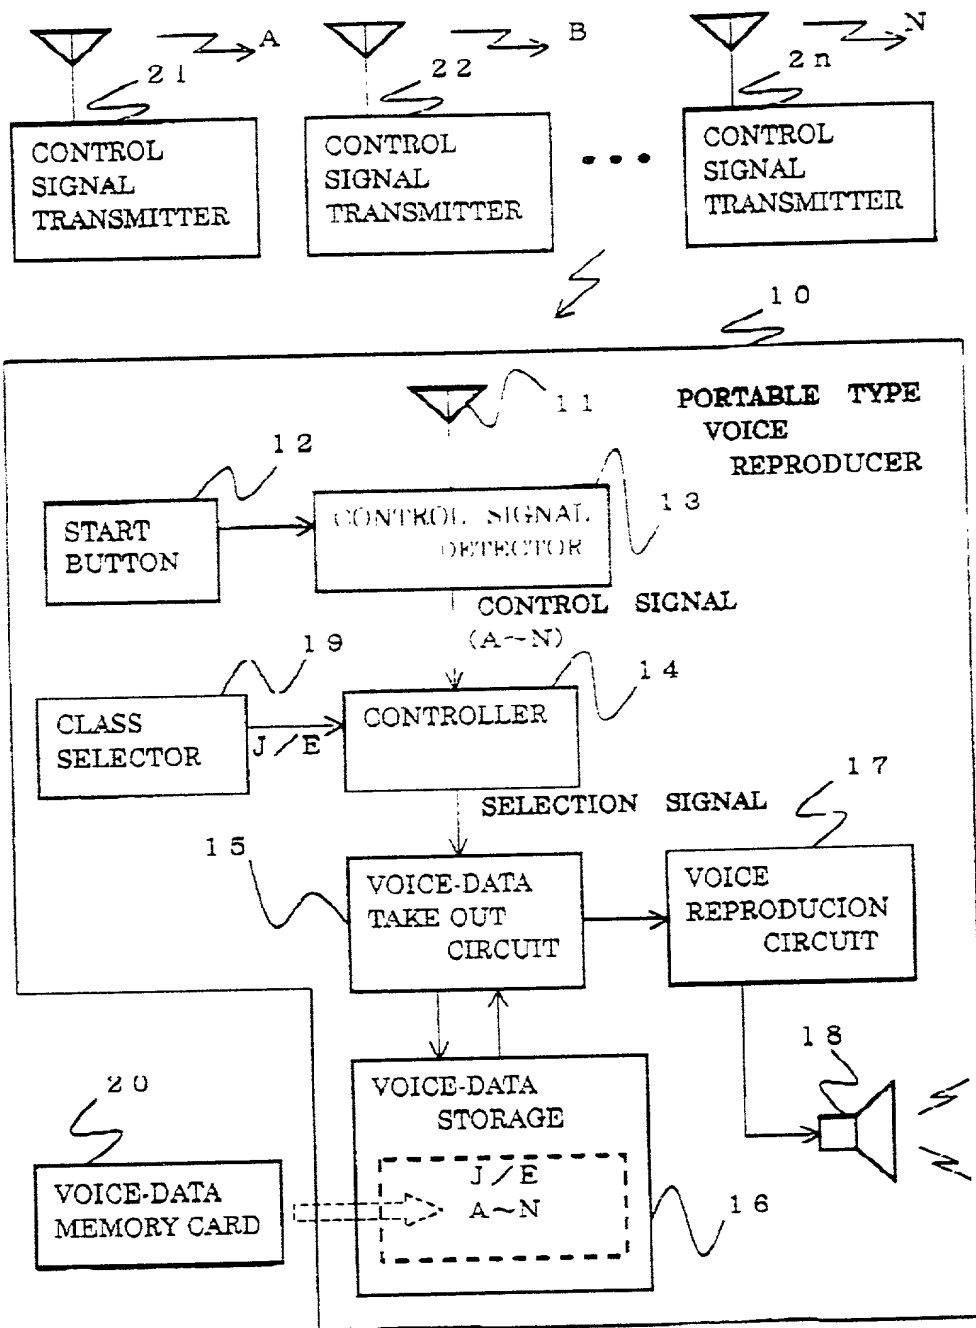 A
B
N
21
22
2n
CONTROL
SIGNAL
TRANSMITTER
CONTROL
SIGNAL
TRANSMITTER
CONTROL
SIGNAL
TRANSMITTER
10
11
PORTABLE TYPE
VOICE
REPRODUCER
12
13
START
BUTTON
CONTROL SIGNAL
DETECTOR
CONTROL SIGNAL
(A~N)
19
14
CLASS
SELECTOR
J/E
CONTROLLER
17
SELECTION SIGNAL
15
VOICE-DATA
TAKE OUT
CIRCUIT
VOICE
REPRODUCION
CIRCUIT
18
20
VOICE-DATA
STORAGE
J/E
A~N
16
VOICE-DATA
MEMORY CARD